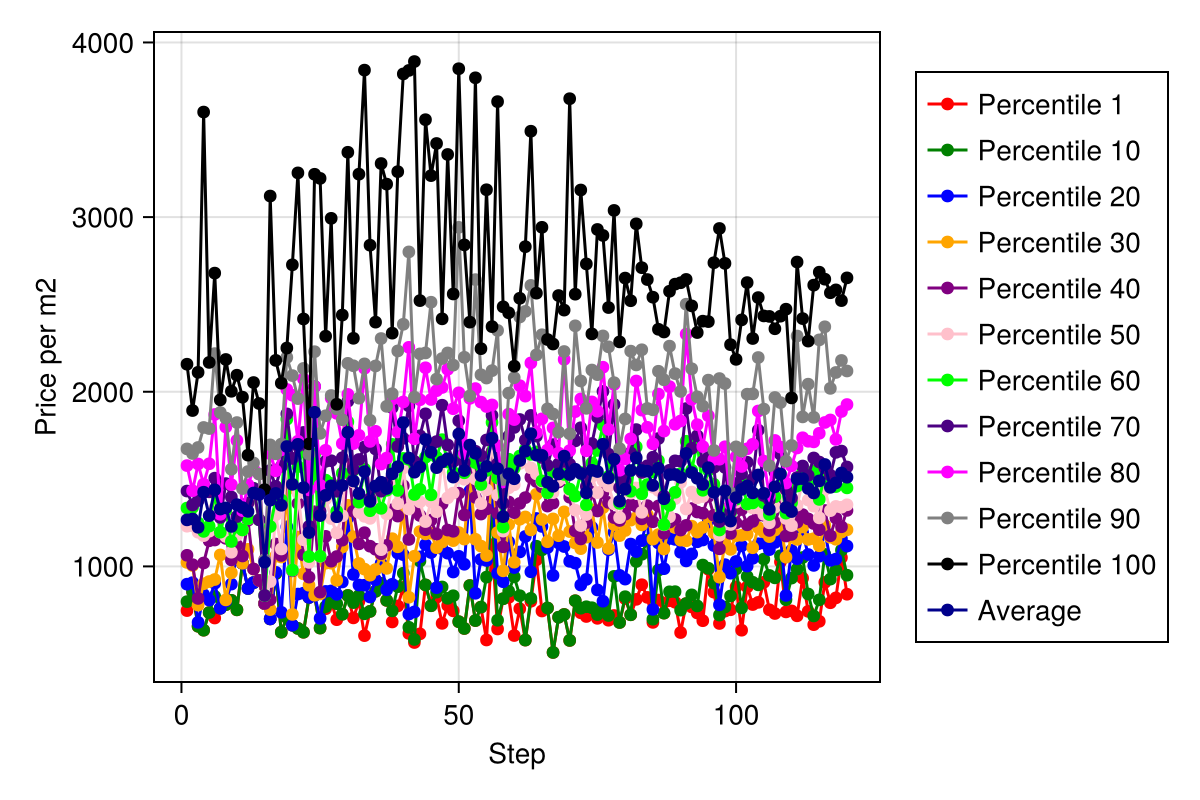 4000
3000
2000
1000
Price per m2
0
50
100
Step
Percentile 1
Percentile 10
Percentile 20
Percentile 30
Percentile 40
Percentile 50
Percentile 60
Percentile 70
Percentile 80
Percentile 90
Percentile 100
Average